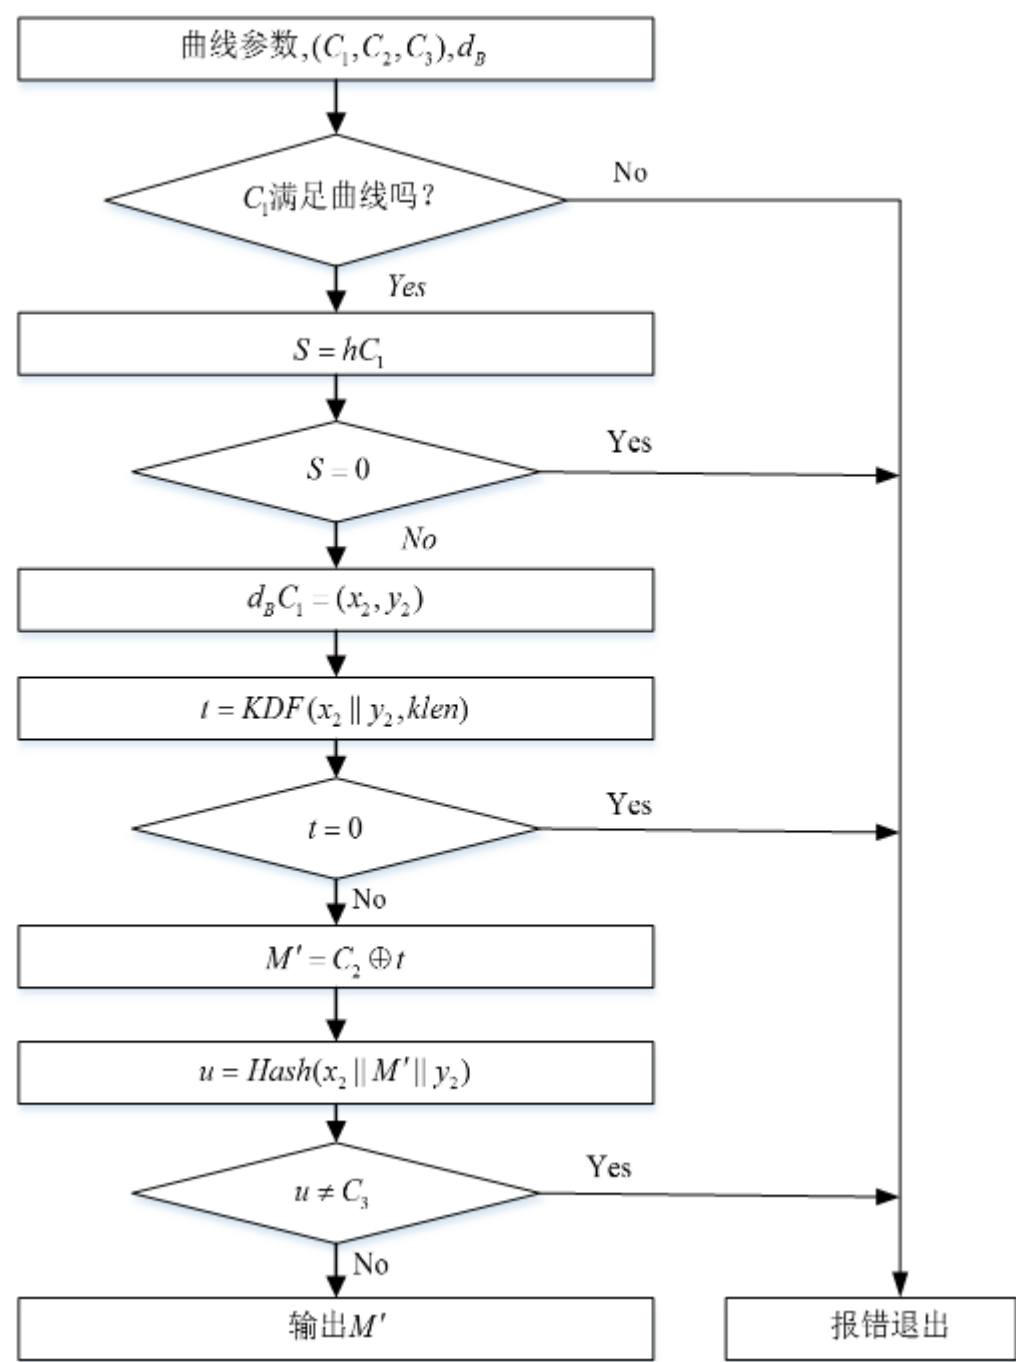 曲线参数,(C₁,C₂,C₃),d_B
C₁满足曲线吗?
No
Yes
S = hC₁
S = 0
Yes
No
d_BC₁ = (x₂, y₂)
t = KDF(x₂ || y₂, klen)
t = 0
Yes
No
M′ = C₂ ⊕ t
u = Hash(x₂ || M′ || y₂)
u ≠ C₃
Yes
No
输出M′
报错退出